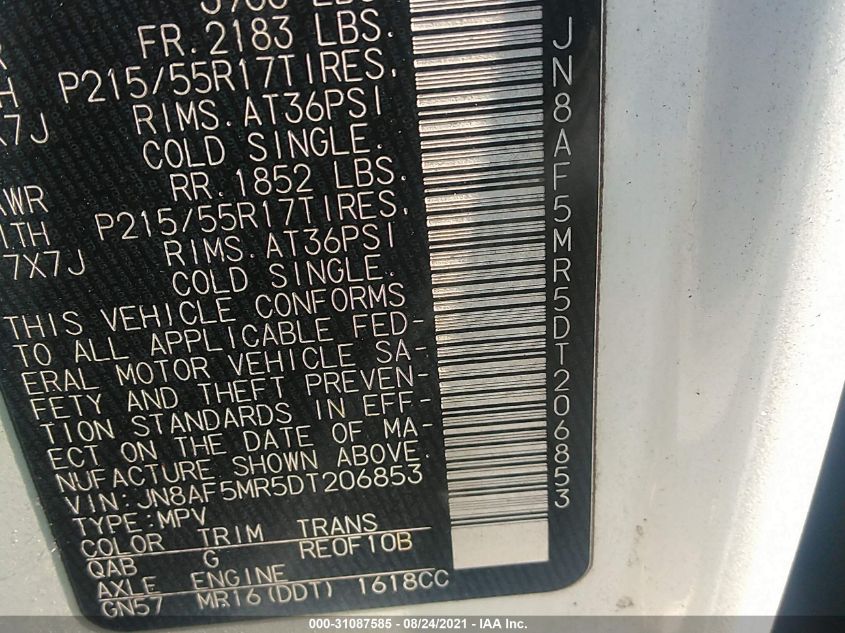 FR. 2183 LBS.
P215/55R17TIRES,
RIMS. AT36PSI
COLD SINGLE.
RR. 1852 LBS.
P215/55R17TIRES,
7X7J RIMS. AT36PSI
COLD SINGLE.
THIS VEHICLE CONFORMS
TO ALL APPLICABLE FED-
ERAL MOTOR VEHICLE SA-
FETY AND THEFT PREVEN-
TION STANDARDS IN EFF-
ECT ON THE DATE OF MA-
NUFACTURE SHOWN ABOVE.
VIN:JN8AF5MR5DT206853
TYPE:MPV
COLOR TRIM TRANS
QAB G RE0F10B
AXLE ENGINE
GN57 MR16(DDT) 1618CC
JN8AF5MR5DT206853
000-31087585 - 08/24/2021 - IAA Inc.